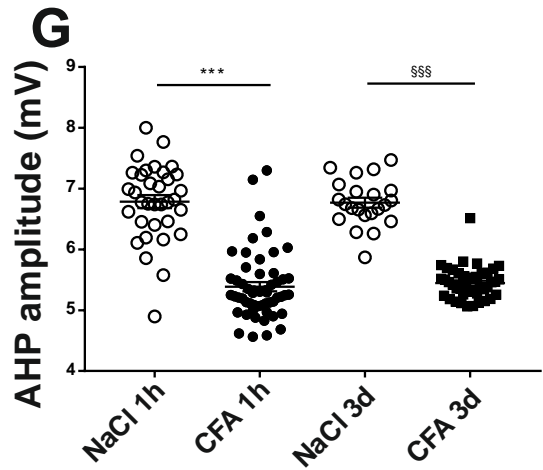 G
AHP amplitude (mV)
9
8
7
6
5
4
***
§§§
NaCl 1h
CFA 1h
NaCl 3d
CFA 3d